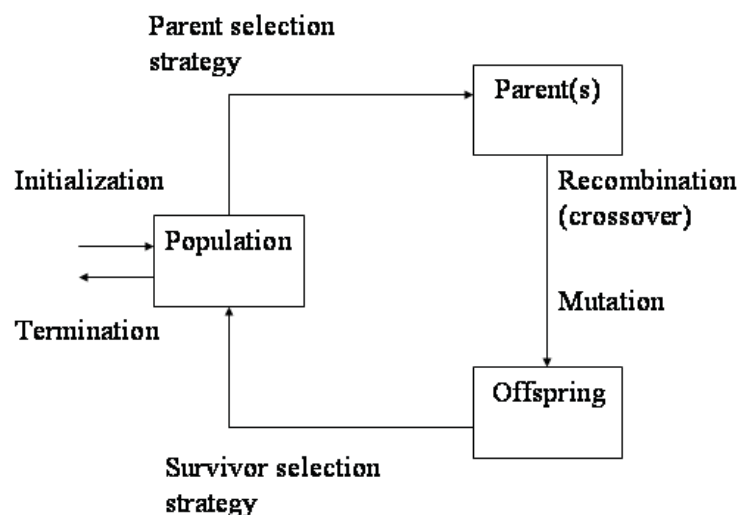 Parent selection
strategy
Parent(s)
Initialization
Recombination
(crossover)
Population
Mutation
Termination
Offspring
Survivor selection
strategy